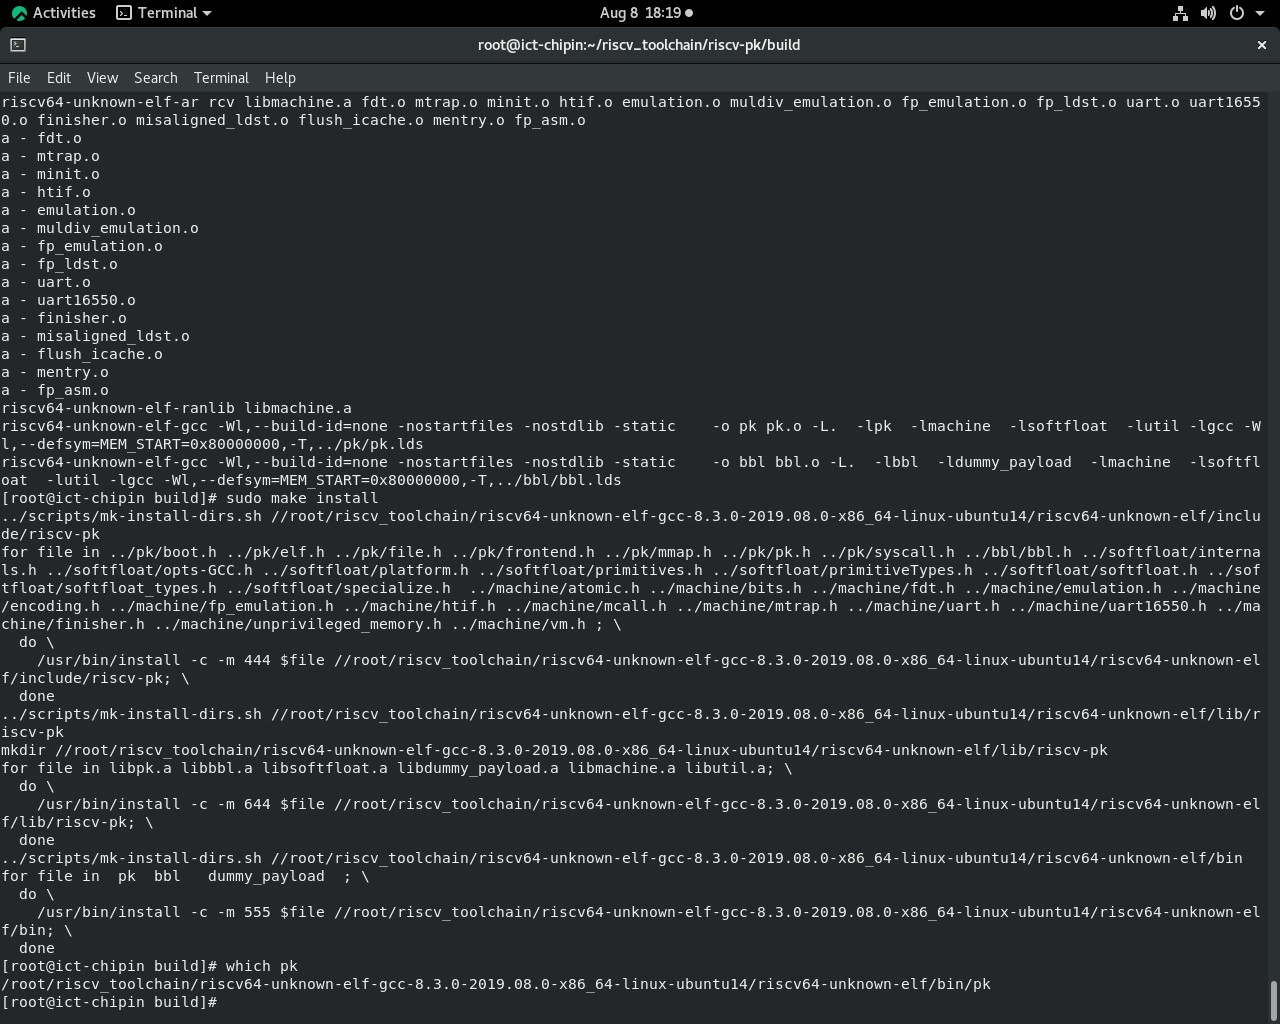 Activities Terminal Aug 8 18:19
root@ict-chipin:~/riscv_toolchain/riscv-pk/build
File Edit View Search Terminal Help
riscv64-unknown-elf-ar rcv libmachine.a fdt.o mtrap.o minit.o htif.o emulation.o muldiv_emulation.o fp_emulation.o fp_ldst.o uart.o uart1655
0.o finisher.o misaligned_ldst.o flush_icache.o mentry.o fp_asm.o
a - fdt.o
a - mtrap.o
a - minit.o
a - htif.o
a - emulation.o
a - muldiv_emulation.o
a - fp_emulation.o
a - fp_ldst.o
a - uart.o
a - uart16550.o
a - finisher.o
a - misaligned_ldst.o
a - flush_icache.o
a - mentry.o
a - fp_asm.o
riscv64-unknown-elf-ranlib libmachine.a
riscv64-unknown-elf-gcc -Wl,--build-id=none -nostartfiles -nostdlib -static    -o pk pk.o -L.  -lpk  -lmachine  -lsoftfloat  -lutil -lgcc -W
l,--defsym=MEM_START=0x80000000,-T,../pk/pk.lds
riscv64-unknown-elf-gcc -Wl,--build-id=none -nostartfiles -nostdlib -static    -o bbl bbl.o -L.  -lbbl  -ldummy_payload  -lmachine  -lsoftfl
oat  -lutil -lgcc -Wl,--defsym=MEM_START=0x80000000,-T,../bbl/bbl.lds
[root@ict-chipin build]# sudo make install
../scripts/mk-install-dirs.sh //root/riscv_toolchain/riscv64-unknown-elf-gcc-8.3.0-2019.08.0-x86_64-linux-ubuntu14/riscv64-unknown-elf/inclu
de/riscv-pk
for file in ../pk/boot.h ../pk/elf.h ../pk/file.h ../pk/frontend.h ../pk/mmap.h ../pk/pk.h ../pk/syscall.h ../bbl/bbl.h ../softfloat/interna
ls.h ../softfloat/opts-GCC.h ../softfloat/platform.h ../softfloat/primitives.h ../softfloat/primitiveTypes.h ../softfloat/softfloat.h ../sof
tfloat/softfloat_types.h ../softfloat/specialize.h  ../machine/atomic.h ../machine/bits.h ../machine/fdt.h ../machine/emulation.h ../machine
/encoding.h ../machine/fp_emulation.h ../machine/htif.h ../machine/mcall.h ../machine/mtrap.h ../machine/uart.h ../machine/uart16550.h ../ma
chine/finisher.h ../machine/unprivileged_memory.h ../machine/vm.h ; \
  do \
    /usr/bin/install -c -m 444 $file //root/riscv_toolchain/riscv64-unknown-elf-gcc-8.3.0-2019.08.0-x86_64-linux-ubuntu14/riscv64-unknown-el
f/include/riscv-pk; \
  done
../scripts/mk-install-dirs.sh //root/riscv_toolchain/riscv64-unknown-elf-gcc-8.3.0-2019.08.0-x86_64-linux-ubuntu14/riscv64-unknown-elf/lib/r
iscv-pk
mkdir //root/riscv_toolchain/riscv64-unknown-elf-gcc-8.3.0-2019.08.0-x86_64-linux-ubuntu14/riscv64-unknown-elf/lib/riscv-pk
for file in libpk.a libbbl.a libsoftfloat.a libdummy_payload.a libmachine.a libutil.a; \
  do \
    /usr/bin/install -c -m 644 $file //root/riscv_toolchain/riscv64-unknown-elf-gcc-8.3.0-2019.08.0-x86_64-linux-ubuntu14/riscv64-unknown-el
f/lib/riscv-pk; \
  done
../scripts/mk-install-dirs.sh //root/riscv_toolchain/riscv64-unknown-elf-gcc-8.3.0-2019.08.0-x86_64-linux-ubuntu14/riscv64-unknown-elf/bin
for file in  pk  bbl   dummy_payload  ; \
  do \
    /usr/bin/install -c -m 555 $file //root/riscv_toolchain/riscv64-unknown-elf-gcc-8.3.0-2019.08.0-x86_64-linux-ubuntu14/riscv64-unknown-el
f/bin; \
  done
[root@ict-chipin build]# which pk
/root/riscv_toolchain/riscv64-unknown-elf-gcc-8.3.0-2019.08.0-x86_64-linux-ubuntu14/riscv64-unknown-elf/bin/pk
[root@ict-chipin build]#